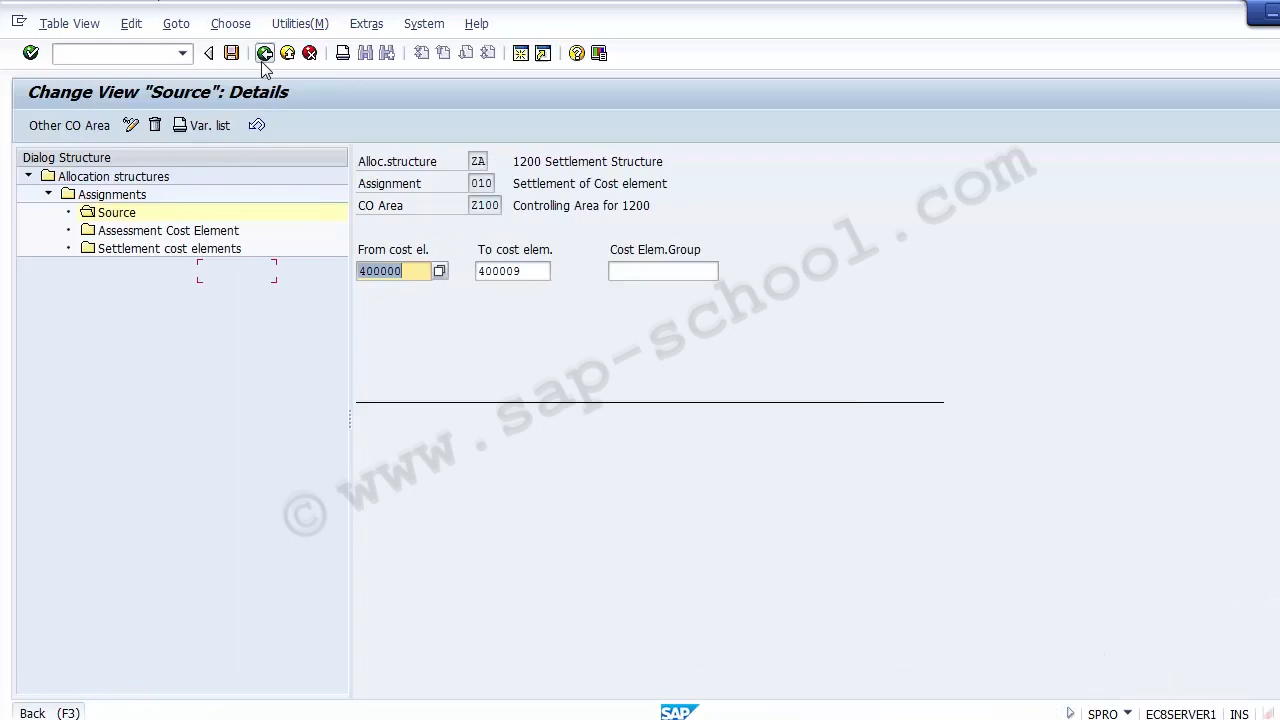 Table View Edit Goto Choose Utilities(M) Extras System Help
Change View "Source": Details
Other CO Area Var. list
Dialog Structure
Allocation structures
Assignments
Source
Assessment Cost Element
Settlement cost elements
Alloc.structure ZA 1200 Settlement Structure
Assignment 010 Settlement of Cost element
CO Area Z100 Controlling Area for 1200
From cost el. To cost elem. Cost Elem.Group
400000 400009
© www.sap-school.com
Back (F3) SAP SPRO EC8SERVER1 INS